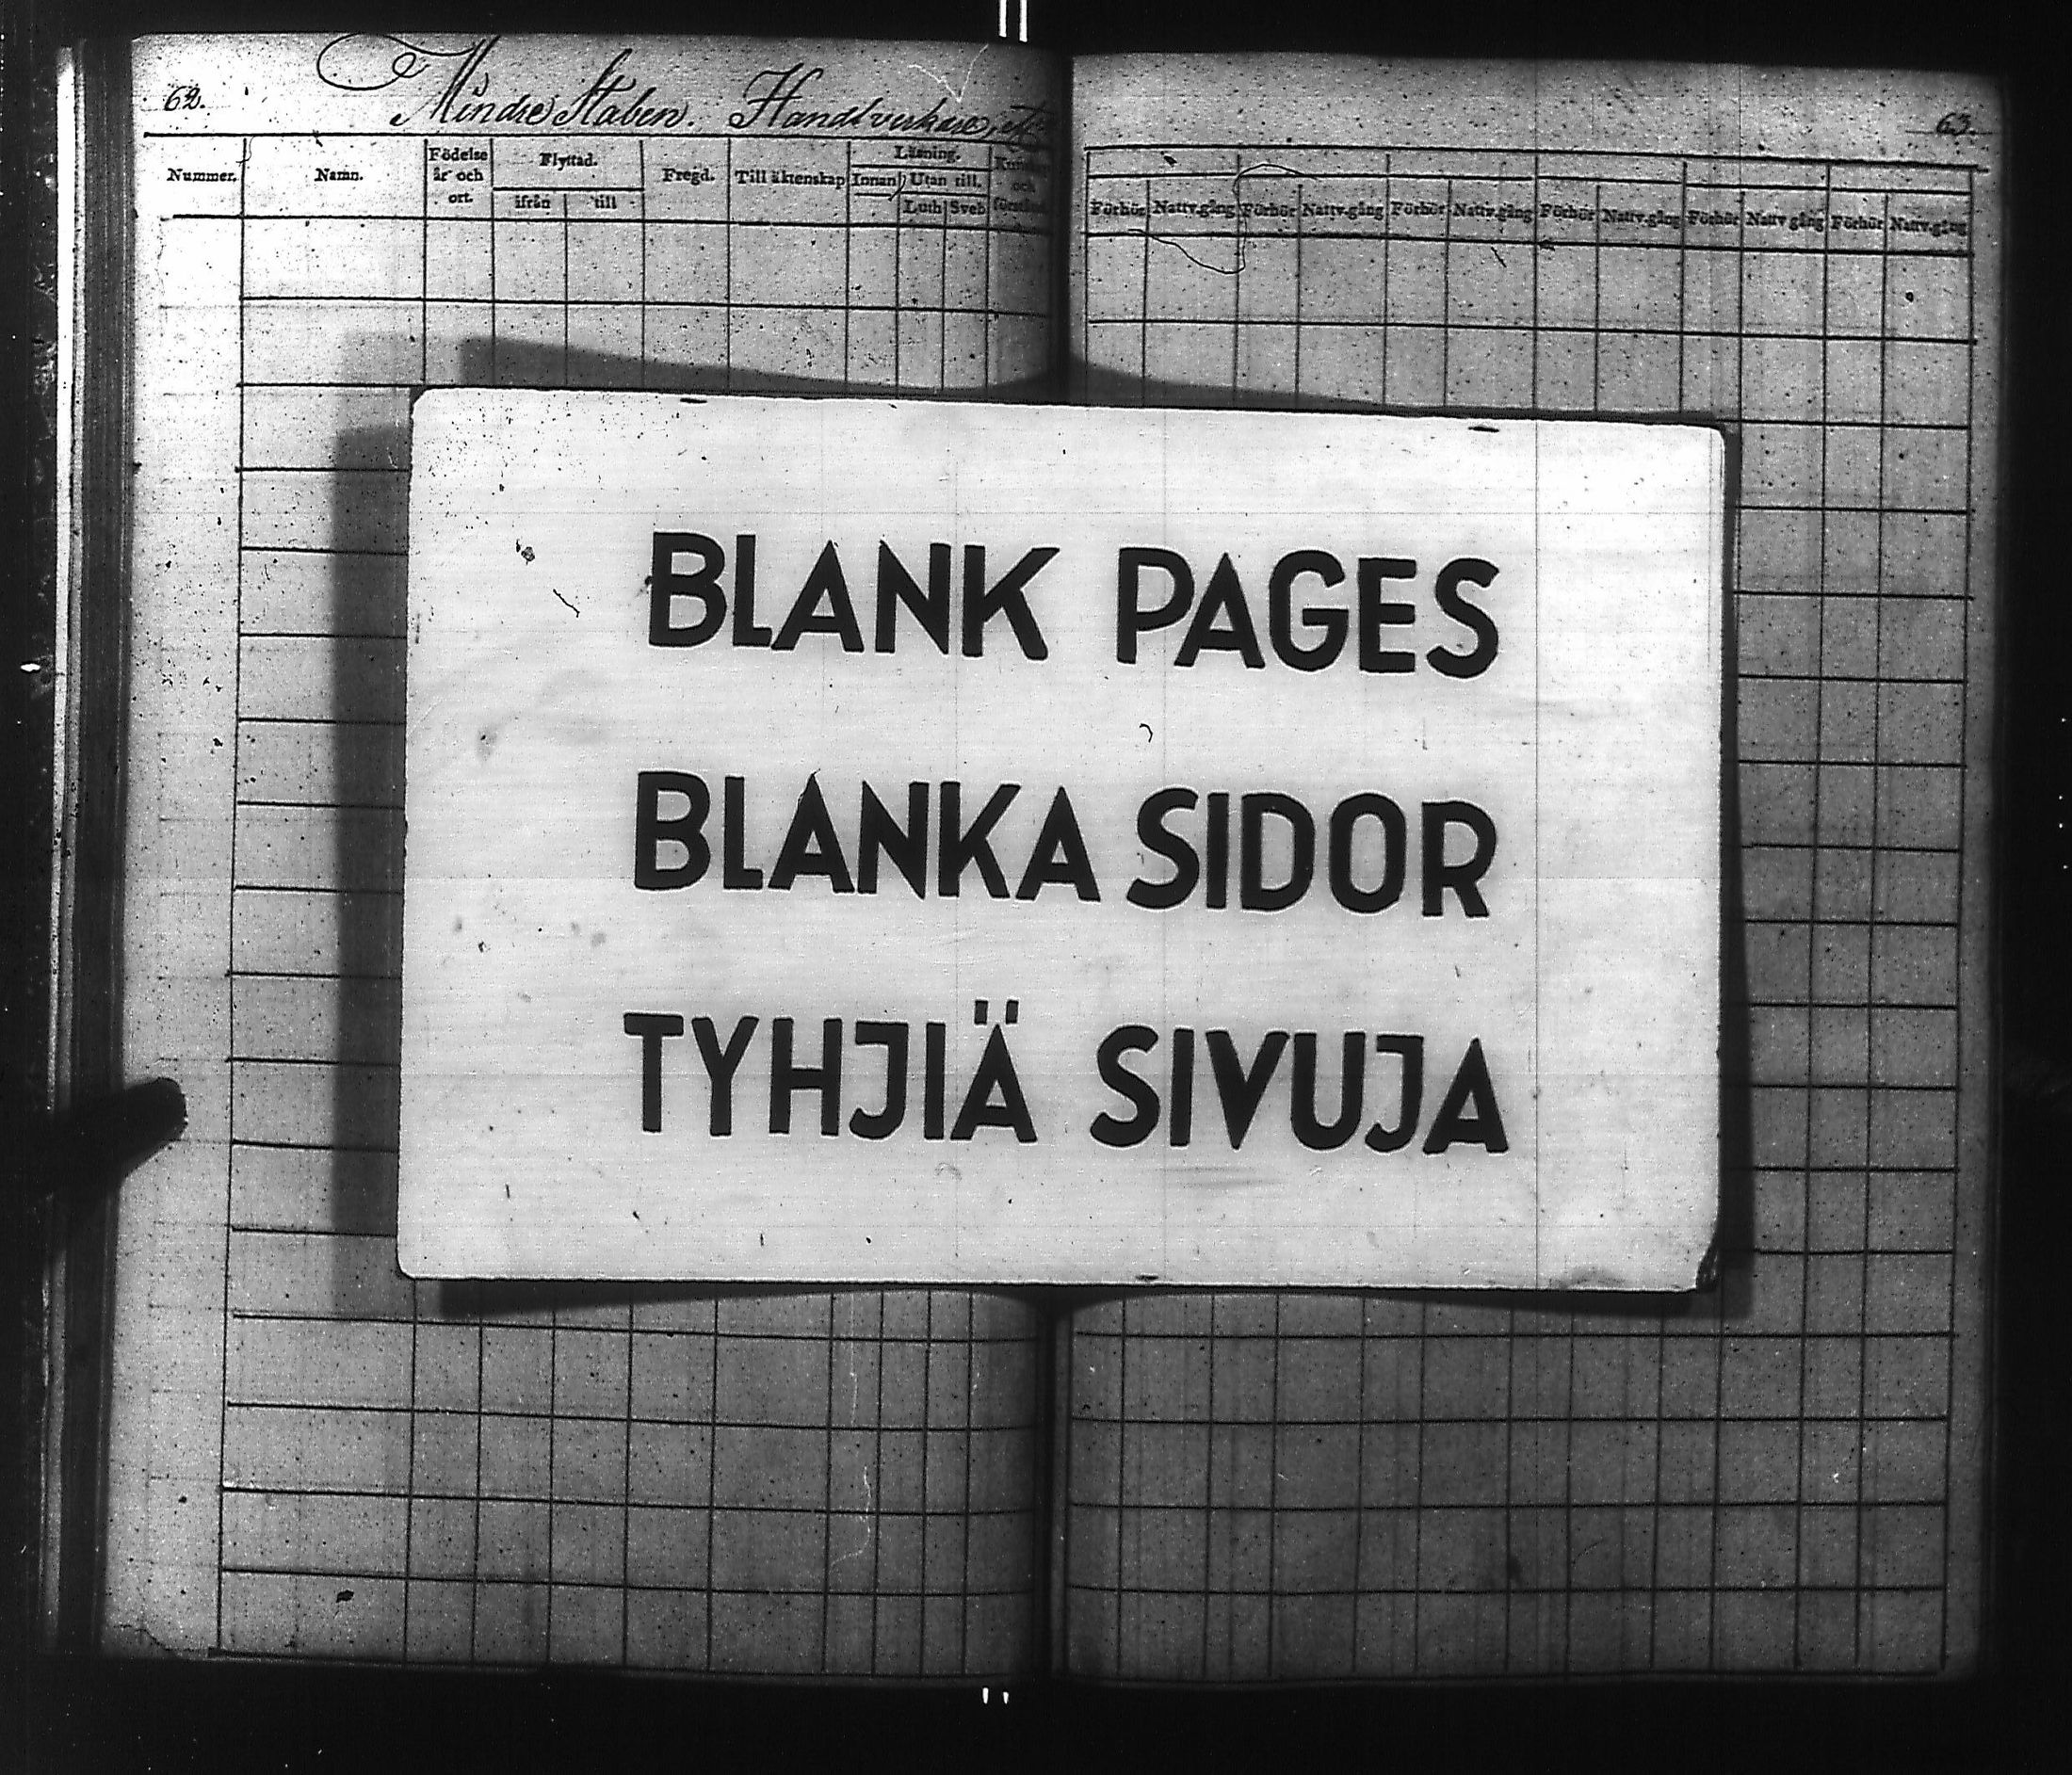 62. Mindre Staben. Handtverkare,
63.
Nummer. Namn. Födelse år och ort. Flyttad. ifrån till Fregd. Till äktenskap Läsning. Innan Utan till. Luth Sveb
Förhör Nattv.gång Förhör Nattv.gång Förhör Nattv.gång Förhör Nattv.gång Förhör Nattv.gång Förhör Nattv.gång
BLANK PAGES
BLANKA SIDOR
TYHJIÄ SIVUJA